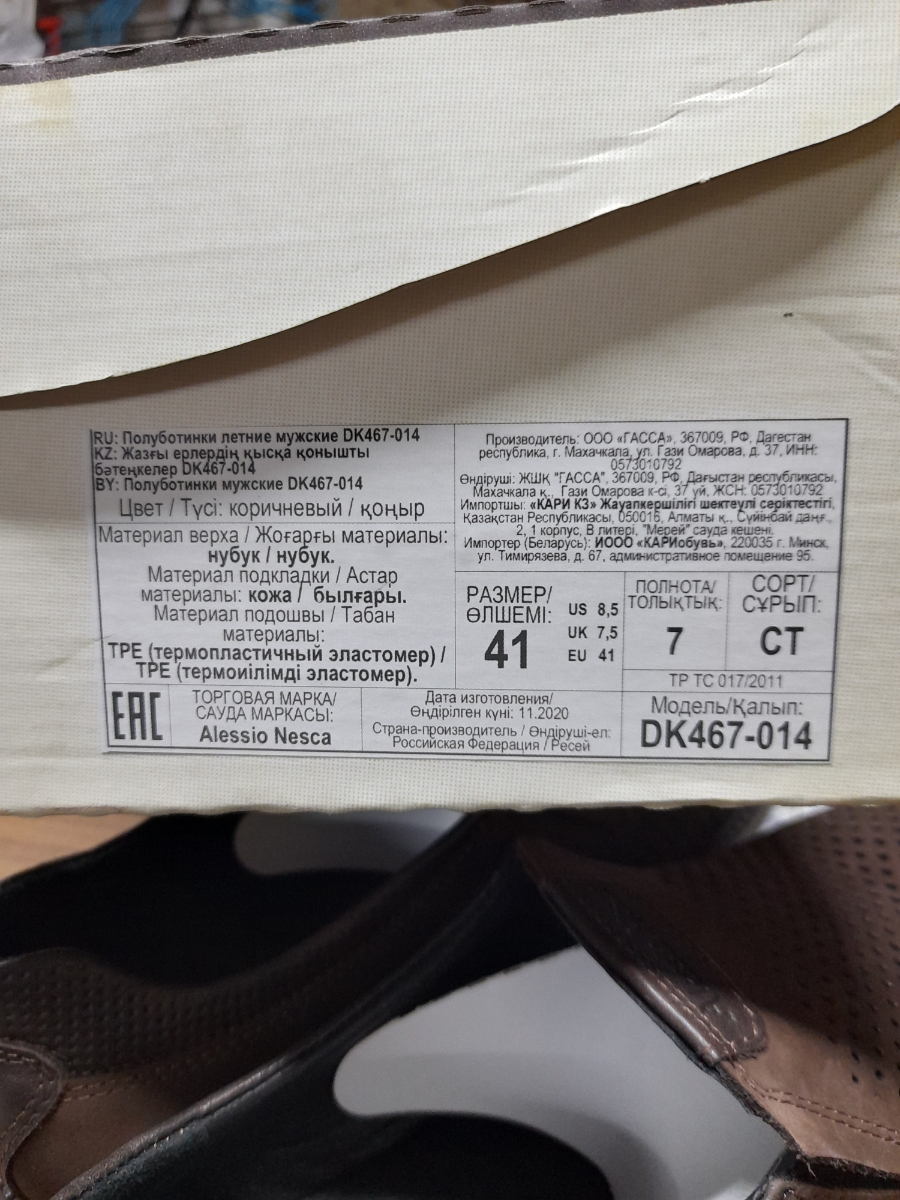 RU: Полуботинки летние мужские DK467-014
KZ: Жазғы ерлердің қысқа қонышты
бәтеңкелер DK467-014
BY: Полуботинки мужские DK467-014
Цвет / Түсі: коричневый / қоңыр
Материал верха / Жоғарғы материалы:
нубук / нубук.
Материал подкладки / Астар
материалы: кожа / былғары.
Материал подошвы / Табан
материалы:
TPE (термопластичный эластомер) /
TPE (термоиілімді эластомер).
EAC
ТОРГОВАЯ МАРКА/
САУДА МАРКАСЫ:
Alessio Nesca
Дата изготовления/
Өндірілген күні: 11.2020
Страна-производитель / Өндіруші-ел:
Российская Федерация / Ресей
Производитель: ООО «ГАССА», 367009, РФ, Дагестан
республика, г. Махачкала, ул. Гази Омарова, д. 37, ИНН:
0573010792
Өндіруші: ЖШҚ "ГАССА", 367009, РФ, Дағыстан республикасы,
Махачкала қ., Гази Омарова к-сі, 37 үй, ЖСН: 0573010792
Импортшы: «КАРИ КЗ» Жауапкершілігі шектеулі серіктестігі,
Қазақстан Республикасы, 050016, Алматы қ., Сүйінбай даңғ.,
2, 1 корпус, В литері, "Мерей" сауда кешені.
Импортер (Беларусь): ИООО «КАРИобувь», 220035 г. Минск,
ул. Тимирязева, д. 67, административное помещение 95.
РАЗМЕР/
ӨЛШЕМІ:
41
US 8,5
UK 7,5
EU 41
ПОЛНОТА/
ТОЛЫҚТЫҚ:
7
СОРТ/
СҰРЫП:
СТ
ТР ТС 017/2011
Модель/Қалып:
DK467-014